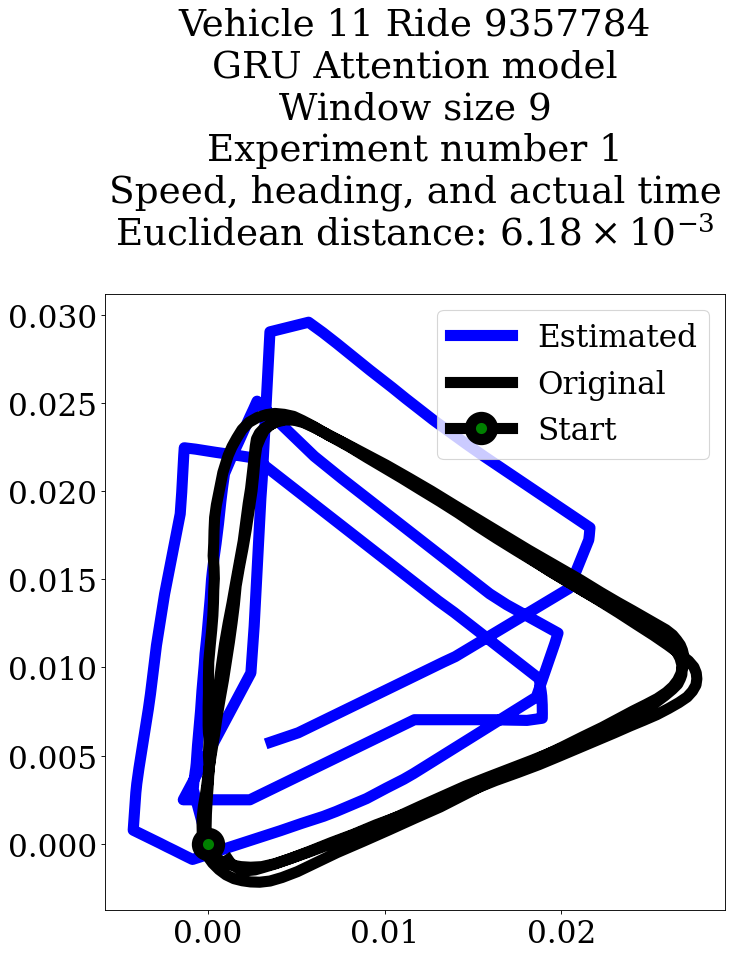 Vehicle 11 Ride 9357784
GRU Attention model
Window size 9
Experiment number 1
Speed, heading, and actual time
Euclidean distance: 6.18 × 10⁻³
Estimated
Original
Start
0.030
0.025
0.020
0.015
0.010
0.005
0.000
0.00 0.01 0.02